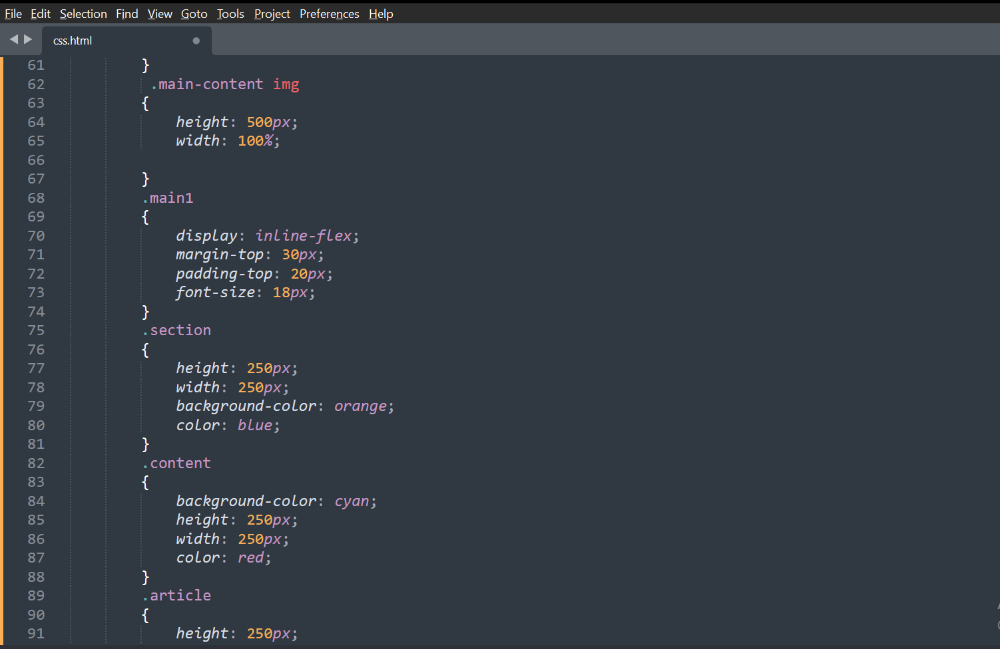 File Edit Selection Find View Goto Tools Project Preferences Help
css.html
61 }
62 .main-content img
63 {
64 height: 500px;
65 width: 100%;
66
67 }
68 .main1
69 {
70 display: inline-flex;
71 margin-top: 30px;
72 padding-top: 20px;
73 font-size: 18px;
74 }
75 .section
76 {
77 height: 250px;
78 width: 250px;
79 background-color: orange;
80 color: blue;
81 }
82 .content
83 {
84 background-color: cyan;
85 height: 250px;
86 width: 250px;
87 color: red;
88 }
89 .article
90 {
91 height: 250px;